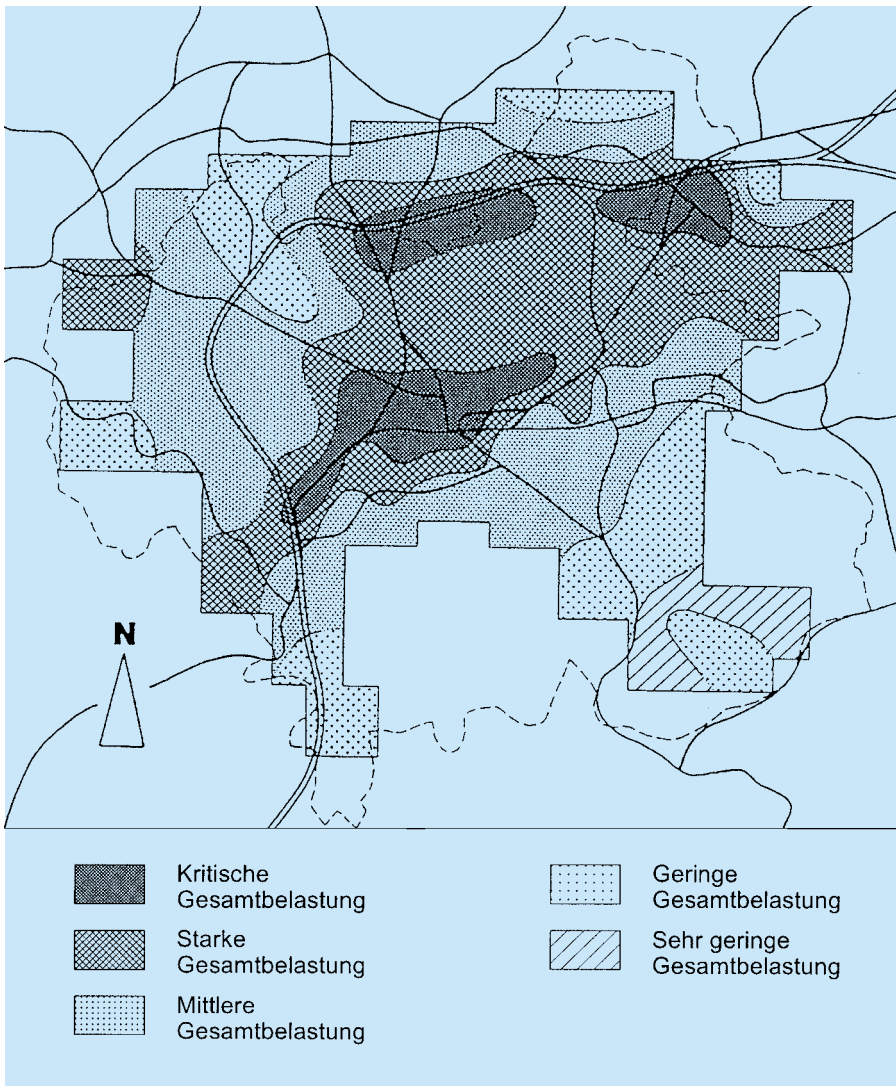 N
Kritische
Gesamtbelastung
Starke
Gesamtbelastung
Mittlere
Gesamtbelastung
Geringe
Gesamtbelastung
Sehr geringe
Gesamtbelastung